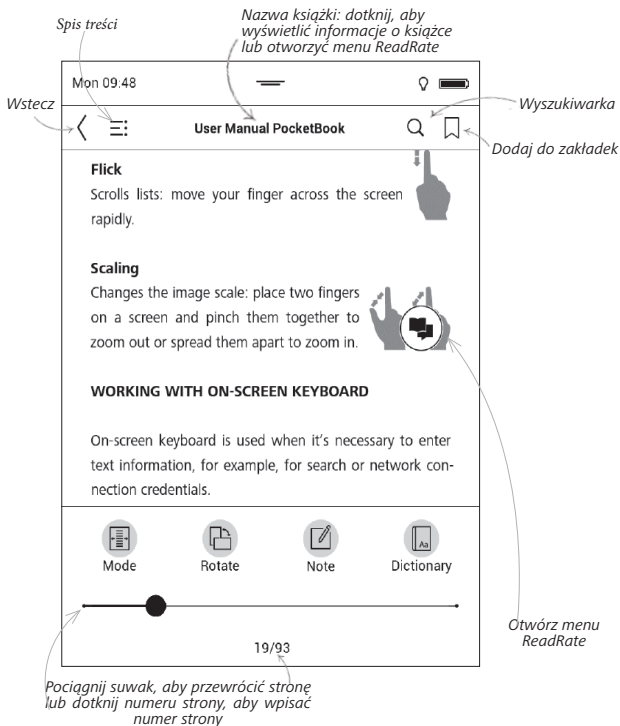 Nazwa książki: dotknij, aby
wyświetlić informacje o książce
lub otworzyć menu ReadRate
Spis treści
Mon 09:48
Wstecz
Wyszukiwarka
User Manual PocketBook
Dodaj do zakładek
Flick
Scrolls lists: move your finger across the screen
rapidly.
Scaling
Changes the image scale: place two fingers
on a screen and pinch them together to
zoom out or spread them apart to zoom in.
WORKING WITH ON-SCREEN KEYBOARD
On-screen keyboard is used when it's necessary to enter
text information, for example, for search or network con-
nection credentials.
Aa
Mode Rotate Note Dictionary
Otwórz menu
ReadRate
19/93
Pociągnij suwak, aby przewrócić stronę
lub dotknij numeru strony, aby wpisać
numer strony